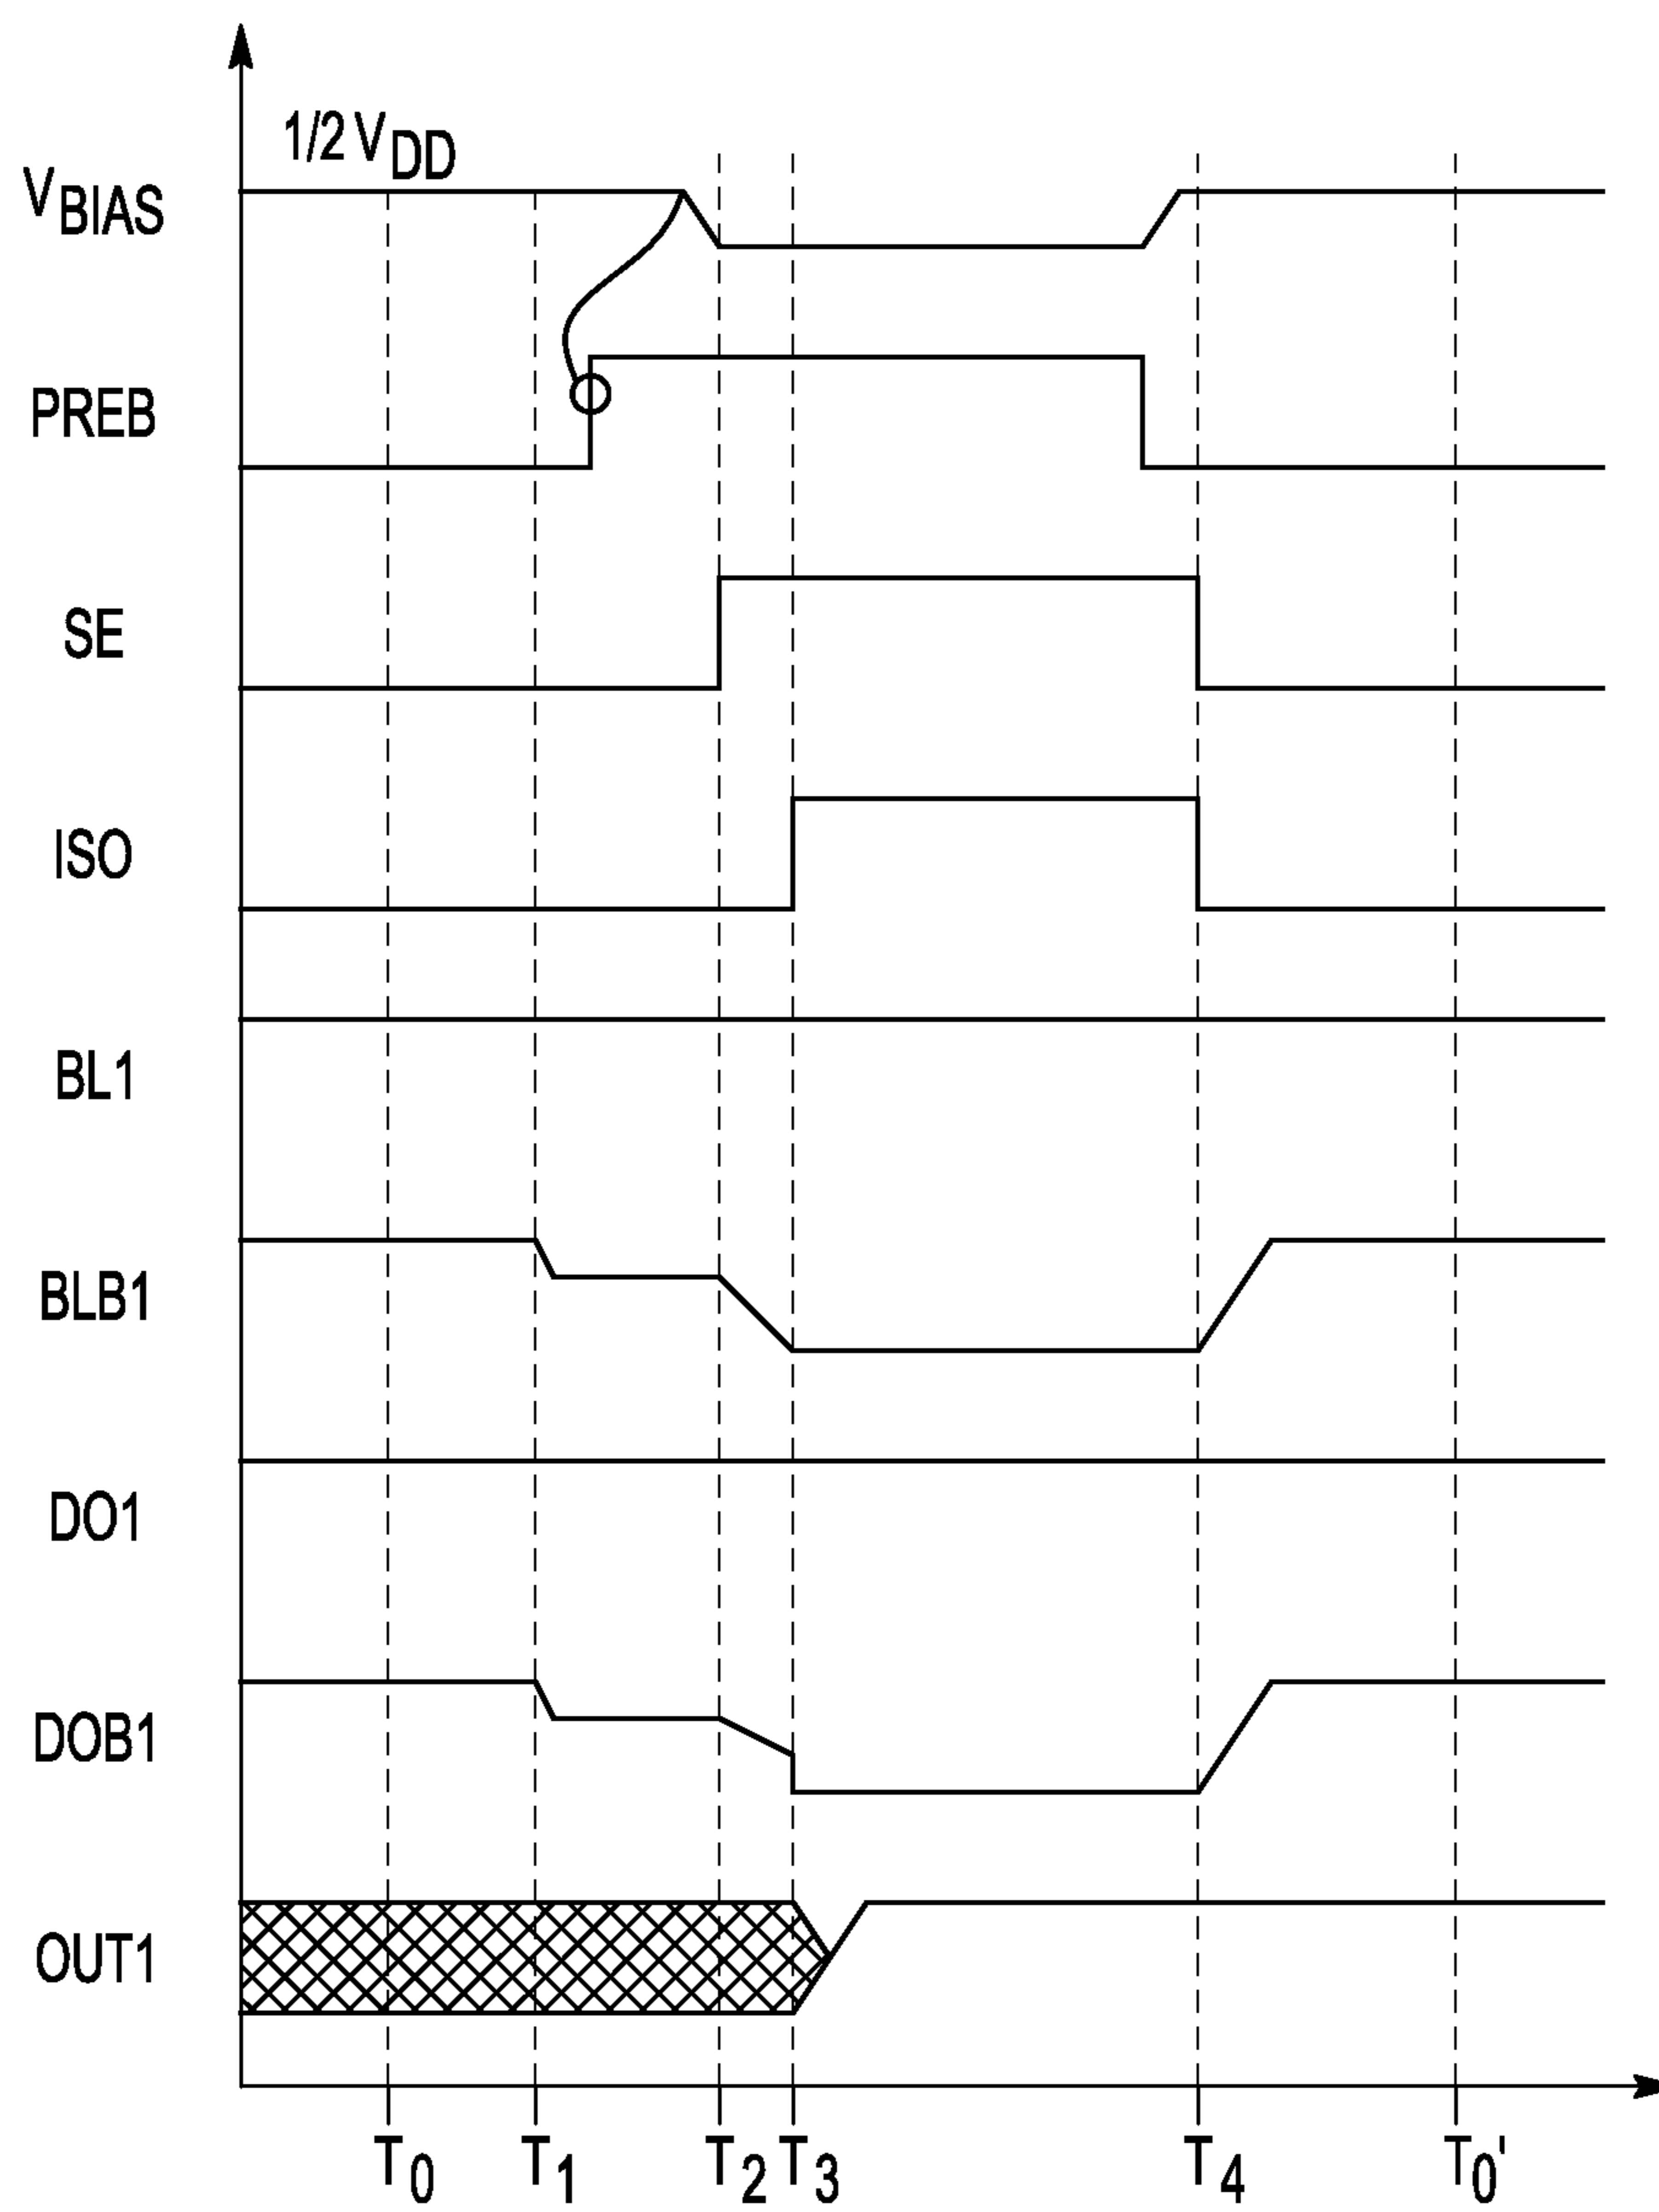 1/2 VDD
VBIAS
PREB
SE
ISO
BL1
BLB1
DO1
DOB1
OUT1
T0 T1 T2 T3 T4 T0'